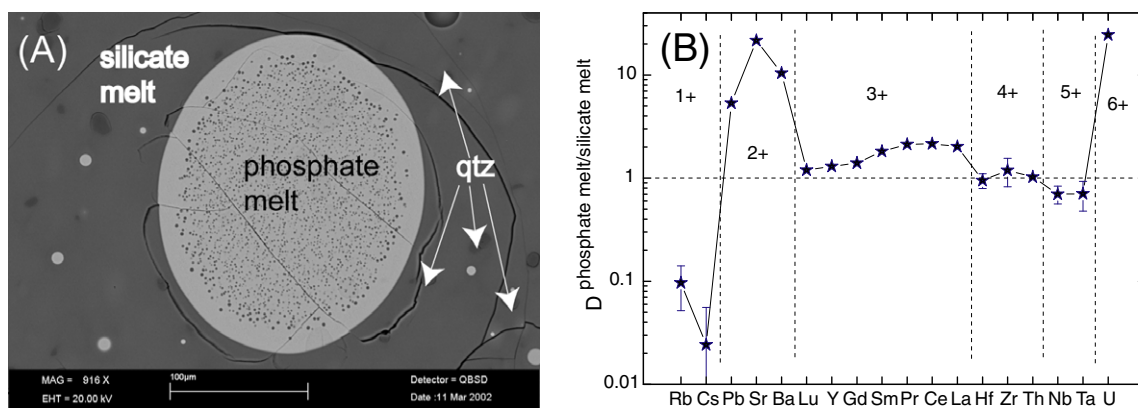 (A)
silicate
melt
phosphate
melt
qtz
MAG = 916 X
EHT = 20.00 kV
100µm
Detector = QBSD
Date :11 Mar 2002
(B)
D phosphate melt/silicate melt
10
1
0.1
0.01
1+
2+
3+
4+
5+
6+
Rb Cs Pb Sr Ba Lu Y Gd Sm Pr Ce La Hf Zr Th Nb Ta U